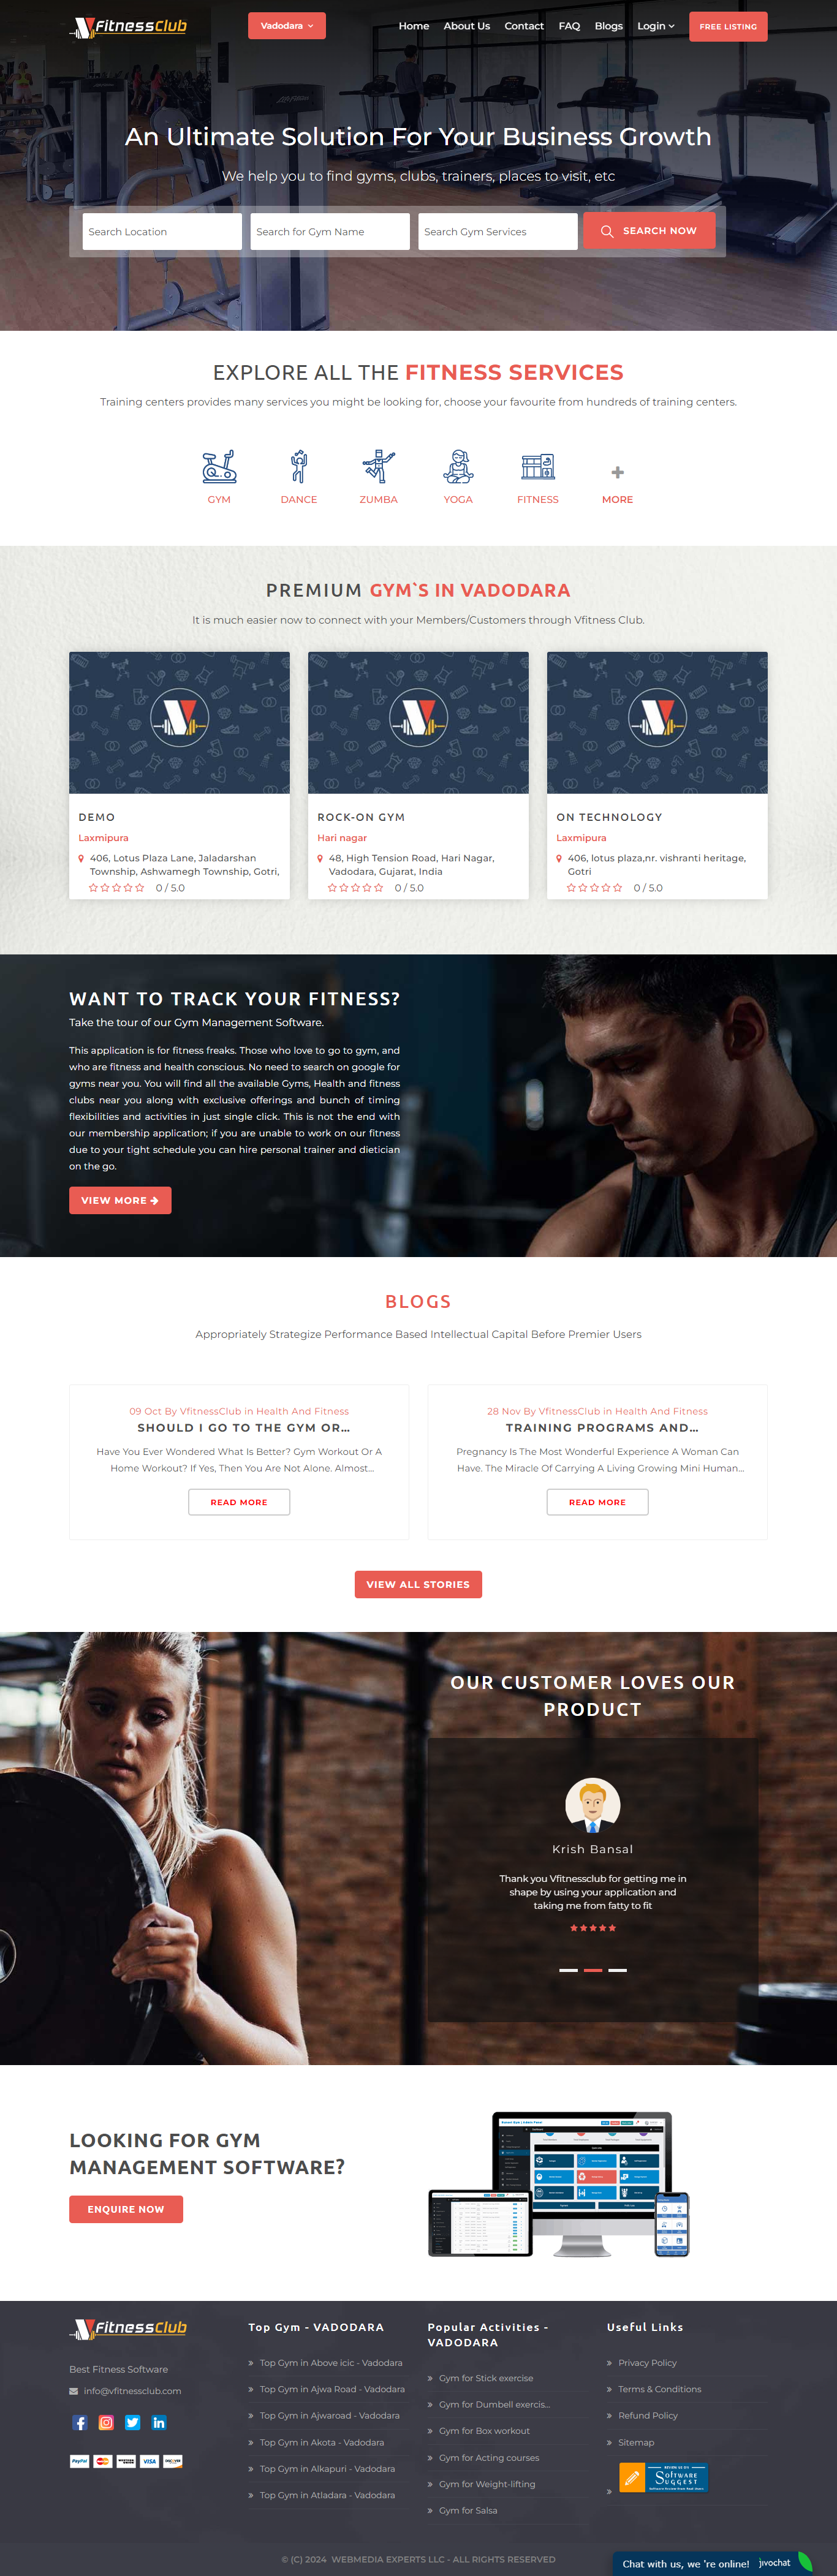 VFitnessClub
Vadodara
Home About Us Contact FAQ Blogs Login FREE LISTING
An Ultimate Solution For Your Business Growth
We help you to find gyms, clubs, trainers, places to visit, etc
Search Location
Search for Gym Name
Search Gym Services
SEARCH NOW
EXPLORE ALL THE FITNESS SERVICES
Training centers provides many services you might be looking for, choose your favourite from hundreds of training centers.
GYM
DANCE
ZUMBA
YOGA
FITNESS
MORE
PREMIUM GYM`S IN VADODARA
It is much easier now to connect with your Members/Customers through Vfitness Club.
DEMO
Laxmipura
406, Lotus Plaza Lane, Jaladarshan
Township, Ashwamegh Township, Gotri,
0 / 5.0
ROCK-ON GYM
Hari nagar
48, High Tension Road, Hari Nagar,
Vadodara, Gujarat, India
0 / 5.0
ON TECHNOLOGY
Laxmipura
406, lotus plaza,nr. vishranti heritage,
Gotri
0 / 5.0
WANT TO TRACK YOUR FITNESS?
Take the tour of our Gym Management Software.
This application is for fitness freaks. Those who love to go to gym, and
who are fitness and health conscious. No need to search on google for
gyms near you. You will find all the available Gyms, Health and fitness
clubs near you along with exclusive offerings and bunch of timing
flexibilities and activities in just single click. This is not the end with
our membership application; if you are unable to work on our fitness
due to your tight schedule you can hire personal trainer and dietician
on the go.
VIEW MORE
BLOGS
Appropriately Strategize Performance Based Intellectual Capital Before Premier Users
09 Oct By VfitnessClub in Health And Fitness
SHOULD I GO TO THE GYM OR...
Have You Ever Wondered What Is Better? Gym Workout Or A
Home Workout? If Yes, Then You Are Not Alone. Almost...
READ MORE
28 Nov By VfitnessClub in Health And Fitness
TRAINING PROGRAMS AND...
Pregnancy Is The Most Wonderful Experience A Woman Can
Have. The Miracle Of Carrying A Living Growing Mini Human...
READ MORE
VIEW ALL STORIES
OUR CUSTOMER LOVES OUR
PRODUCT
Krish Bansal
Thank you Vfitnessclub for getting me in
shape by using your application and
taking me from fatty to fit
LOOKING FOR GYM
MANAGEMENT SOFTWARE?
ENQUIRE NOW
VFitnessClub
Best Fitness Software
info@vfitnessclub.com
PayPal
VISA
Top Gym - VADODARA
Top Gym in Above icic - Vadodara
Top Gym in Ajwa Road - Vadodara
Top Gym in Ajwaroad - Vadodara
Top Gym in Akota - Vadodara
Top Gym in Alkapuri - Vadodara
Top Gym in Atladara - Vadodara
Popular Activities -
VADODARA
Gym for Stick exercise
Gym for Dumbell exercis...
Gym for Box workout
Gym for Acting courses
Gym for Weight-lifting
Gym for Salsa
Useful Links
Privacy Policy
Terms & Conditions
Refund Policy
Sitemap
SOFTWARE
SUGGEST
© (C) 2024 WEBMEDIA EXPERTS LLC - ALL RIGHTS RESERVED
Chat with us, we're online! jivochat